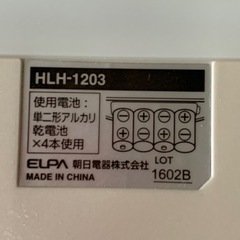 HLH-1203
使用電池：
単二形アルカリ
乾電池
×4本使用
ELPA 朝日電器株式会社
MADE IN CHINA
LOT
1602B